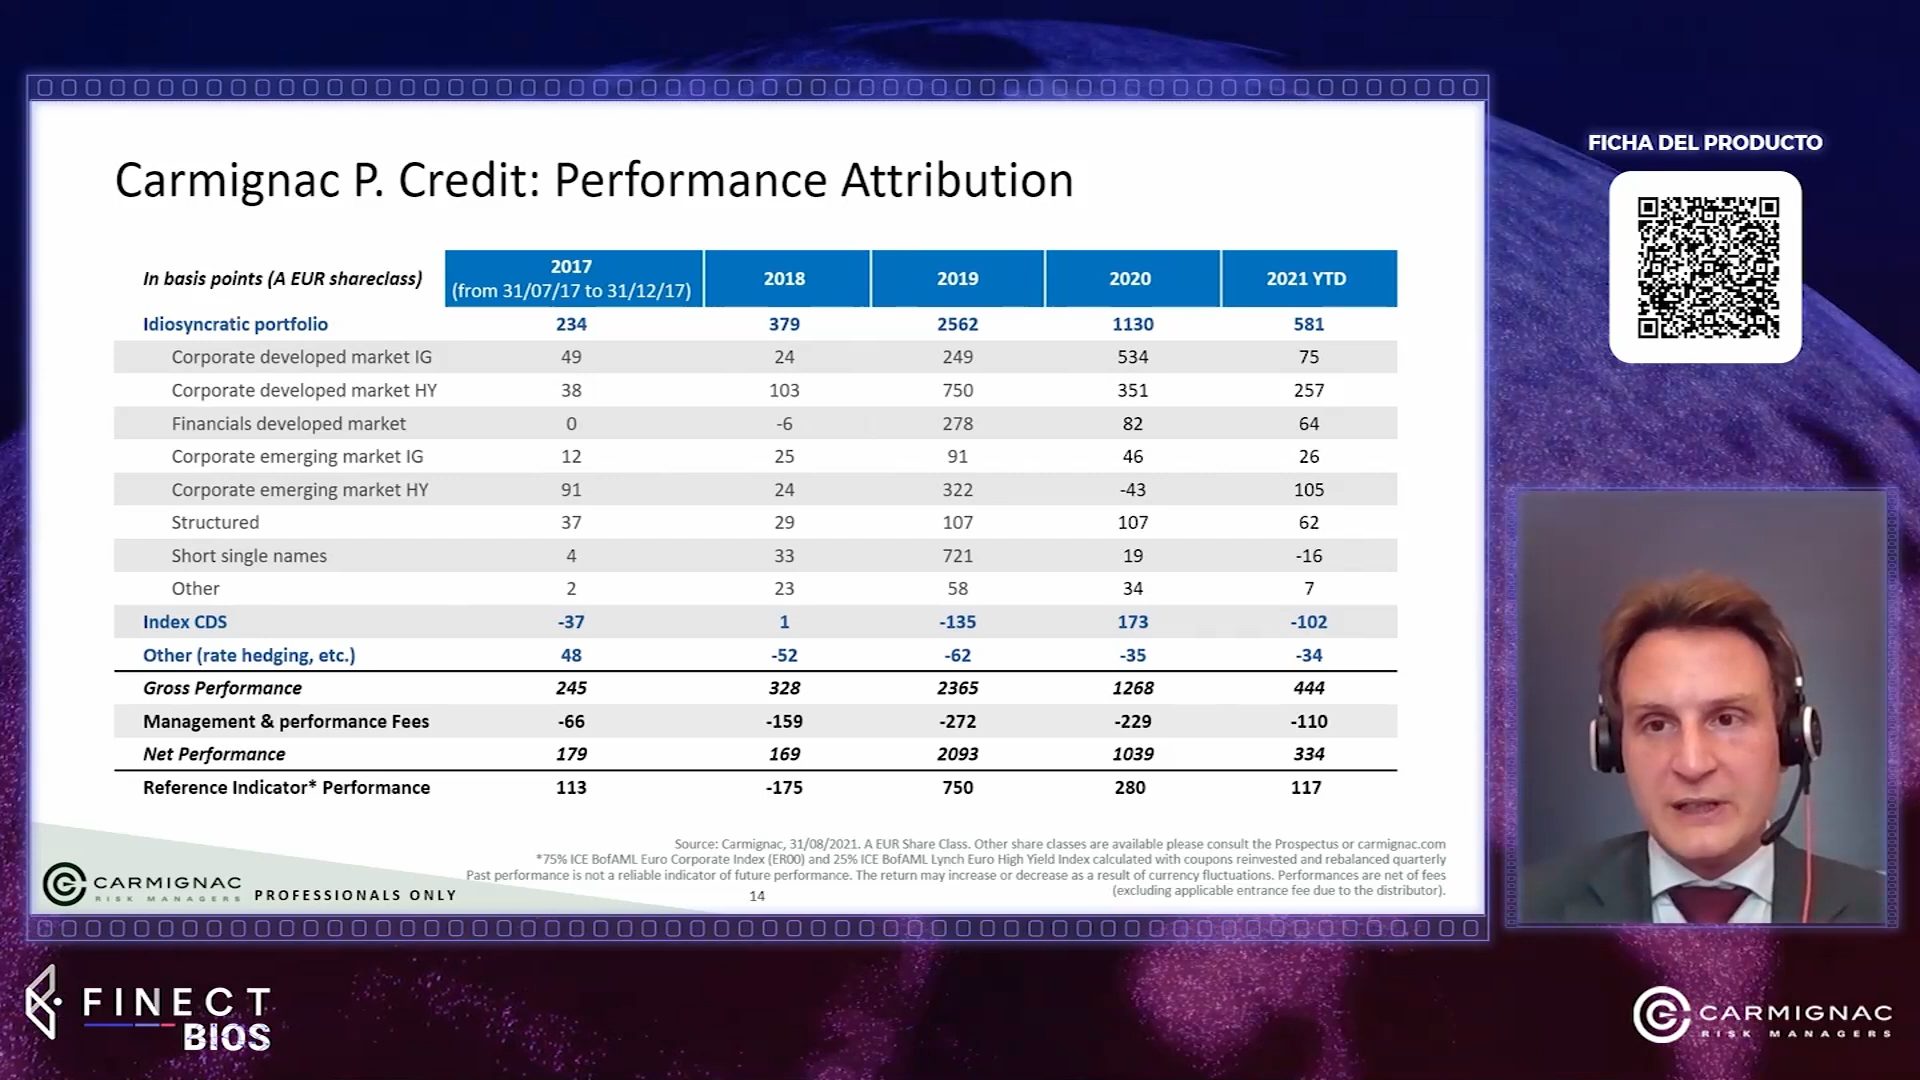 FICHA DEL PRODUCTO
Carmignac P. Credit: Performance Attribution
In basis points (A EUR shareclass) 2017 (from 31/07/17 to 31/12/17) 2018 2019 2020 2021 YTD
Idiosyncratic portfolio 234 379 2562 1130 581
Corporate developed market IG 49 24 249 534 75
Corporate developed market HY 38 103 750 351 257
Financials developed market 0 -6 278 82 64
Corporate emerging market IG 12 25 91 46 26
Corporate emerging market HY 91 24 322 -43 105
Structured 37 29 107 107 62
Short single names 4 33 721 19 -16
Other 2 23 58 34 7
Index CDS -37 1 -135 173 -102
Other (rate hedging, etc.) 48 -52 -62 -35 -34
Gross Performance 245 328 2365 1268 444
Management & performance Fees -66 -159 -272 -229 -110
Net Performance 179 169 2093 1039 334
Reference Indicator* Performance 113 -175 750 280 117
Source: Carmignac, 31/08/2021. A EUR Share Class. Other share classes are available please consult the Prospectus or carmignac.com
*75% ICE BofAML Euro Corporate Index (ER00) and 25% ICE BofAML Lynch Euro High Yield Index calculated with coupons reinvested and rebalanced quarterly
Past performance is not a reliable indicator of future performance. The return may increase or decrease as a result of currency fluctuations. Performances are net of fees
(excluding applicable entrance fee due to the distributor).
CARMIGNAC
RISK MANAGERS
PROFESSIONALS ONLY
14
FINECT
BIOS
CARMIGNAC
RISK MANAGERS